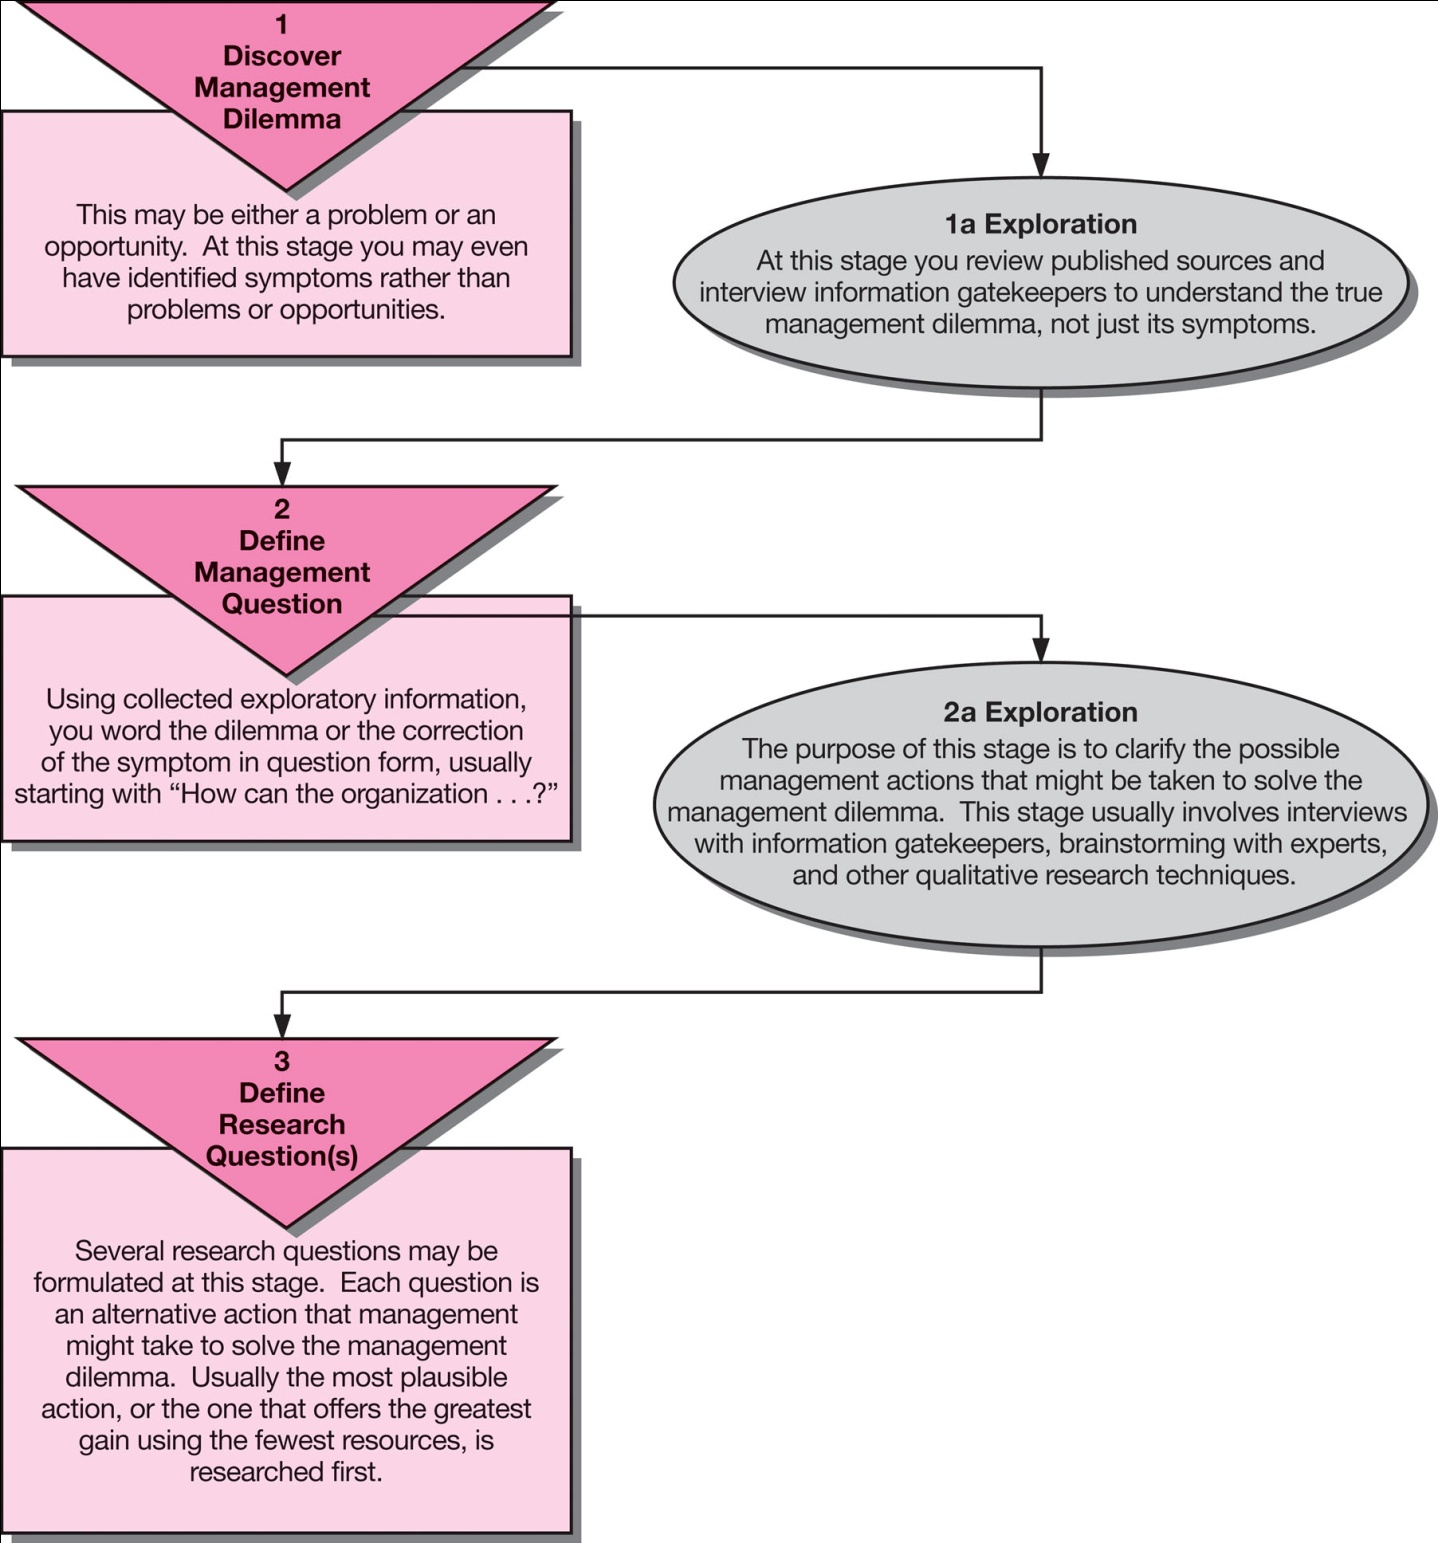 1
Discover
Management
Dilemma
This may be either a problem or an
opportunity.  At this stage you may even
have identified symptoms rather than
problems or opportunities.
1a Exploration
At this stage you review published sources and
interview information gatekeepers to understand the true
management dilemma, not just its symptoms.
2
Define
Management
Question
Using collected exploratory information,
you word the dilemma or the correction
of the symptom in question form, usually
starting with “How can the organization . . .?”
2a Exploration
The purpose of this stage is to clarify the possible
management actions that might be taken to solve the
management dilemma.  This stage usually involves interviews
with information gatekeepers, brainstorming with experts,
and other qualitative research techniques.
3
Define
Research
Question(s)
Several research questions may be
formulated at this stage.  Each question is
an alternative action that management
might take to solve the management
dilemma.  Usually the most plausible
action, or the one that offers the greatest
gain using the fewest resources, is
researched first.